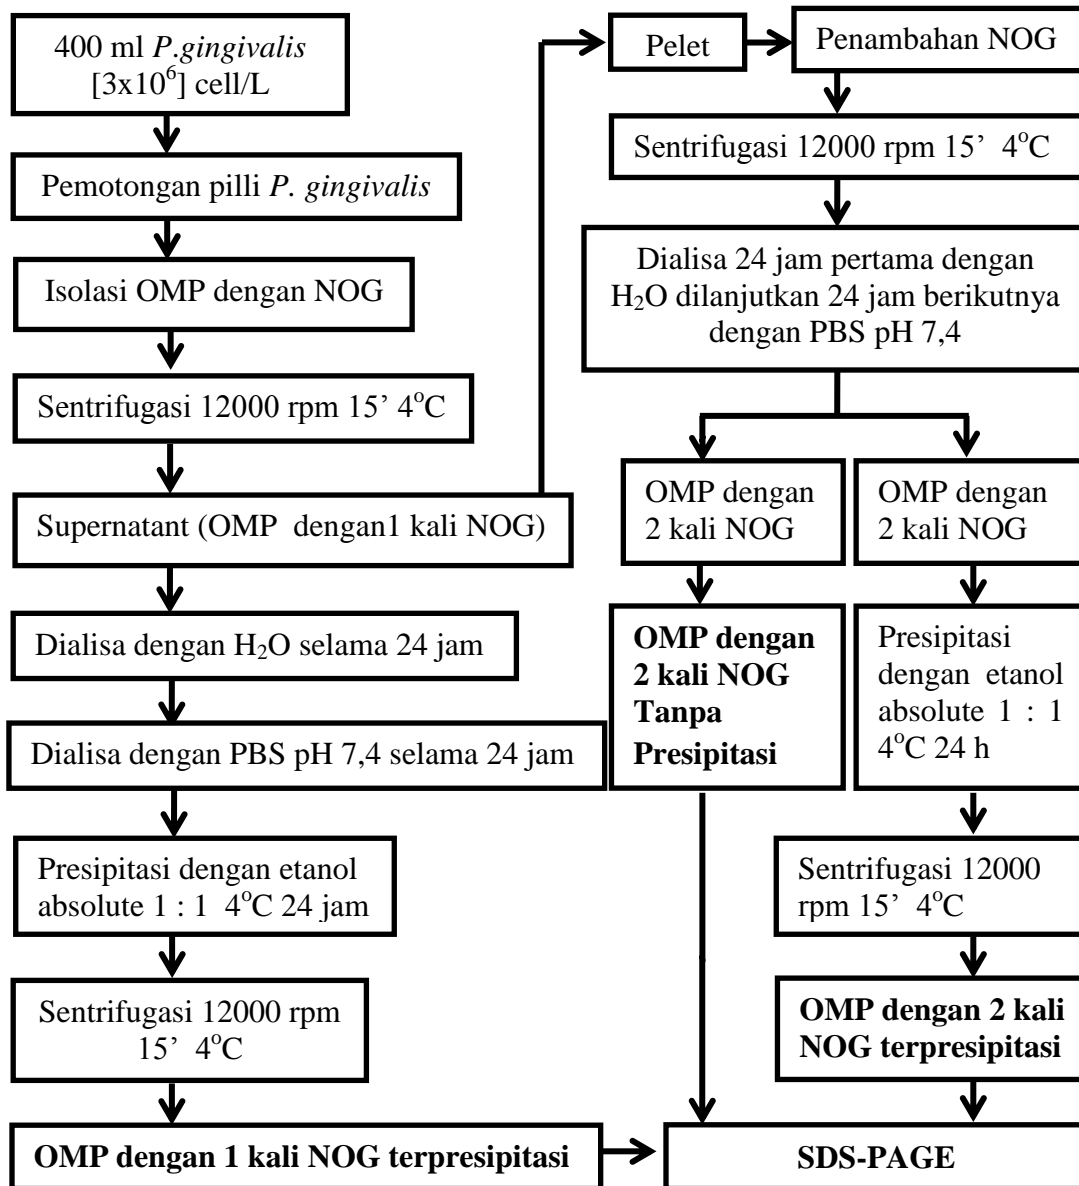 400 ml P.gingivalis
[3x10⁶] cell/L
Pemotongan pilli P. gingivalis
Isolasi OMP dengan NOG
Sentrifugasi 12000 rpm 15’ 4°C
Supernatant (OMP dengan1 kali NOG)
Dialisa dengan H₂O selama 24 jam
Dialisa dengan PBS pH 7,4 selama 24 jam
Presipitasi dengan etanol
absolute 1 : 1 4°C 24 jam
Sentrifugasi 12000 rpm
15’ 4°C
OMP dengan 1 kali NOG terpresipitasi
Pelet
Penambahan NOG
Sentrifugasi 12000 rpm 15’ 4°C
Dialisa 24 jam pertama dengan
H₂O dilanjutkan 24 jam berikutnya
dengan PBS pH 7,4
OMP dengan
2 kali NOG
OMP dengan
2 kali NOG
Tanpa
Presipitasi
OMP dengan
2 kali NOG
Presipitasi
dengan etanol
absolute 1 : 1
4°C 24 h
Sentrifugasi 12000
rpm 15’ 4°C
OMP dengan 2 kali
NOG terpresipitasi
SDS-PAGE